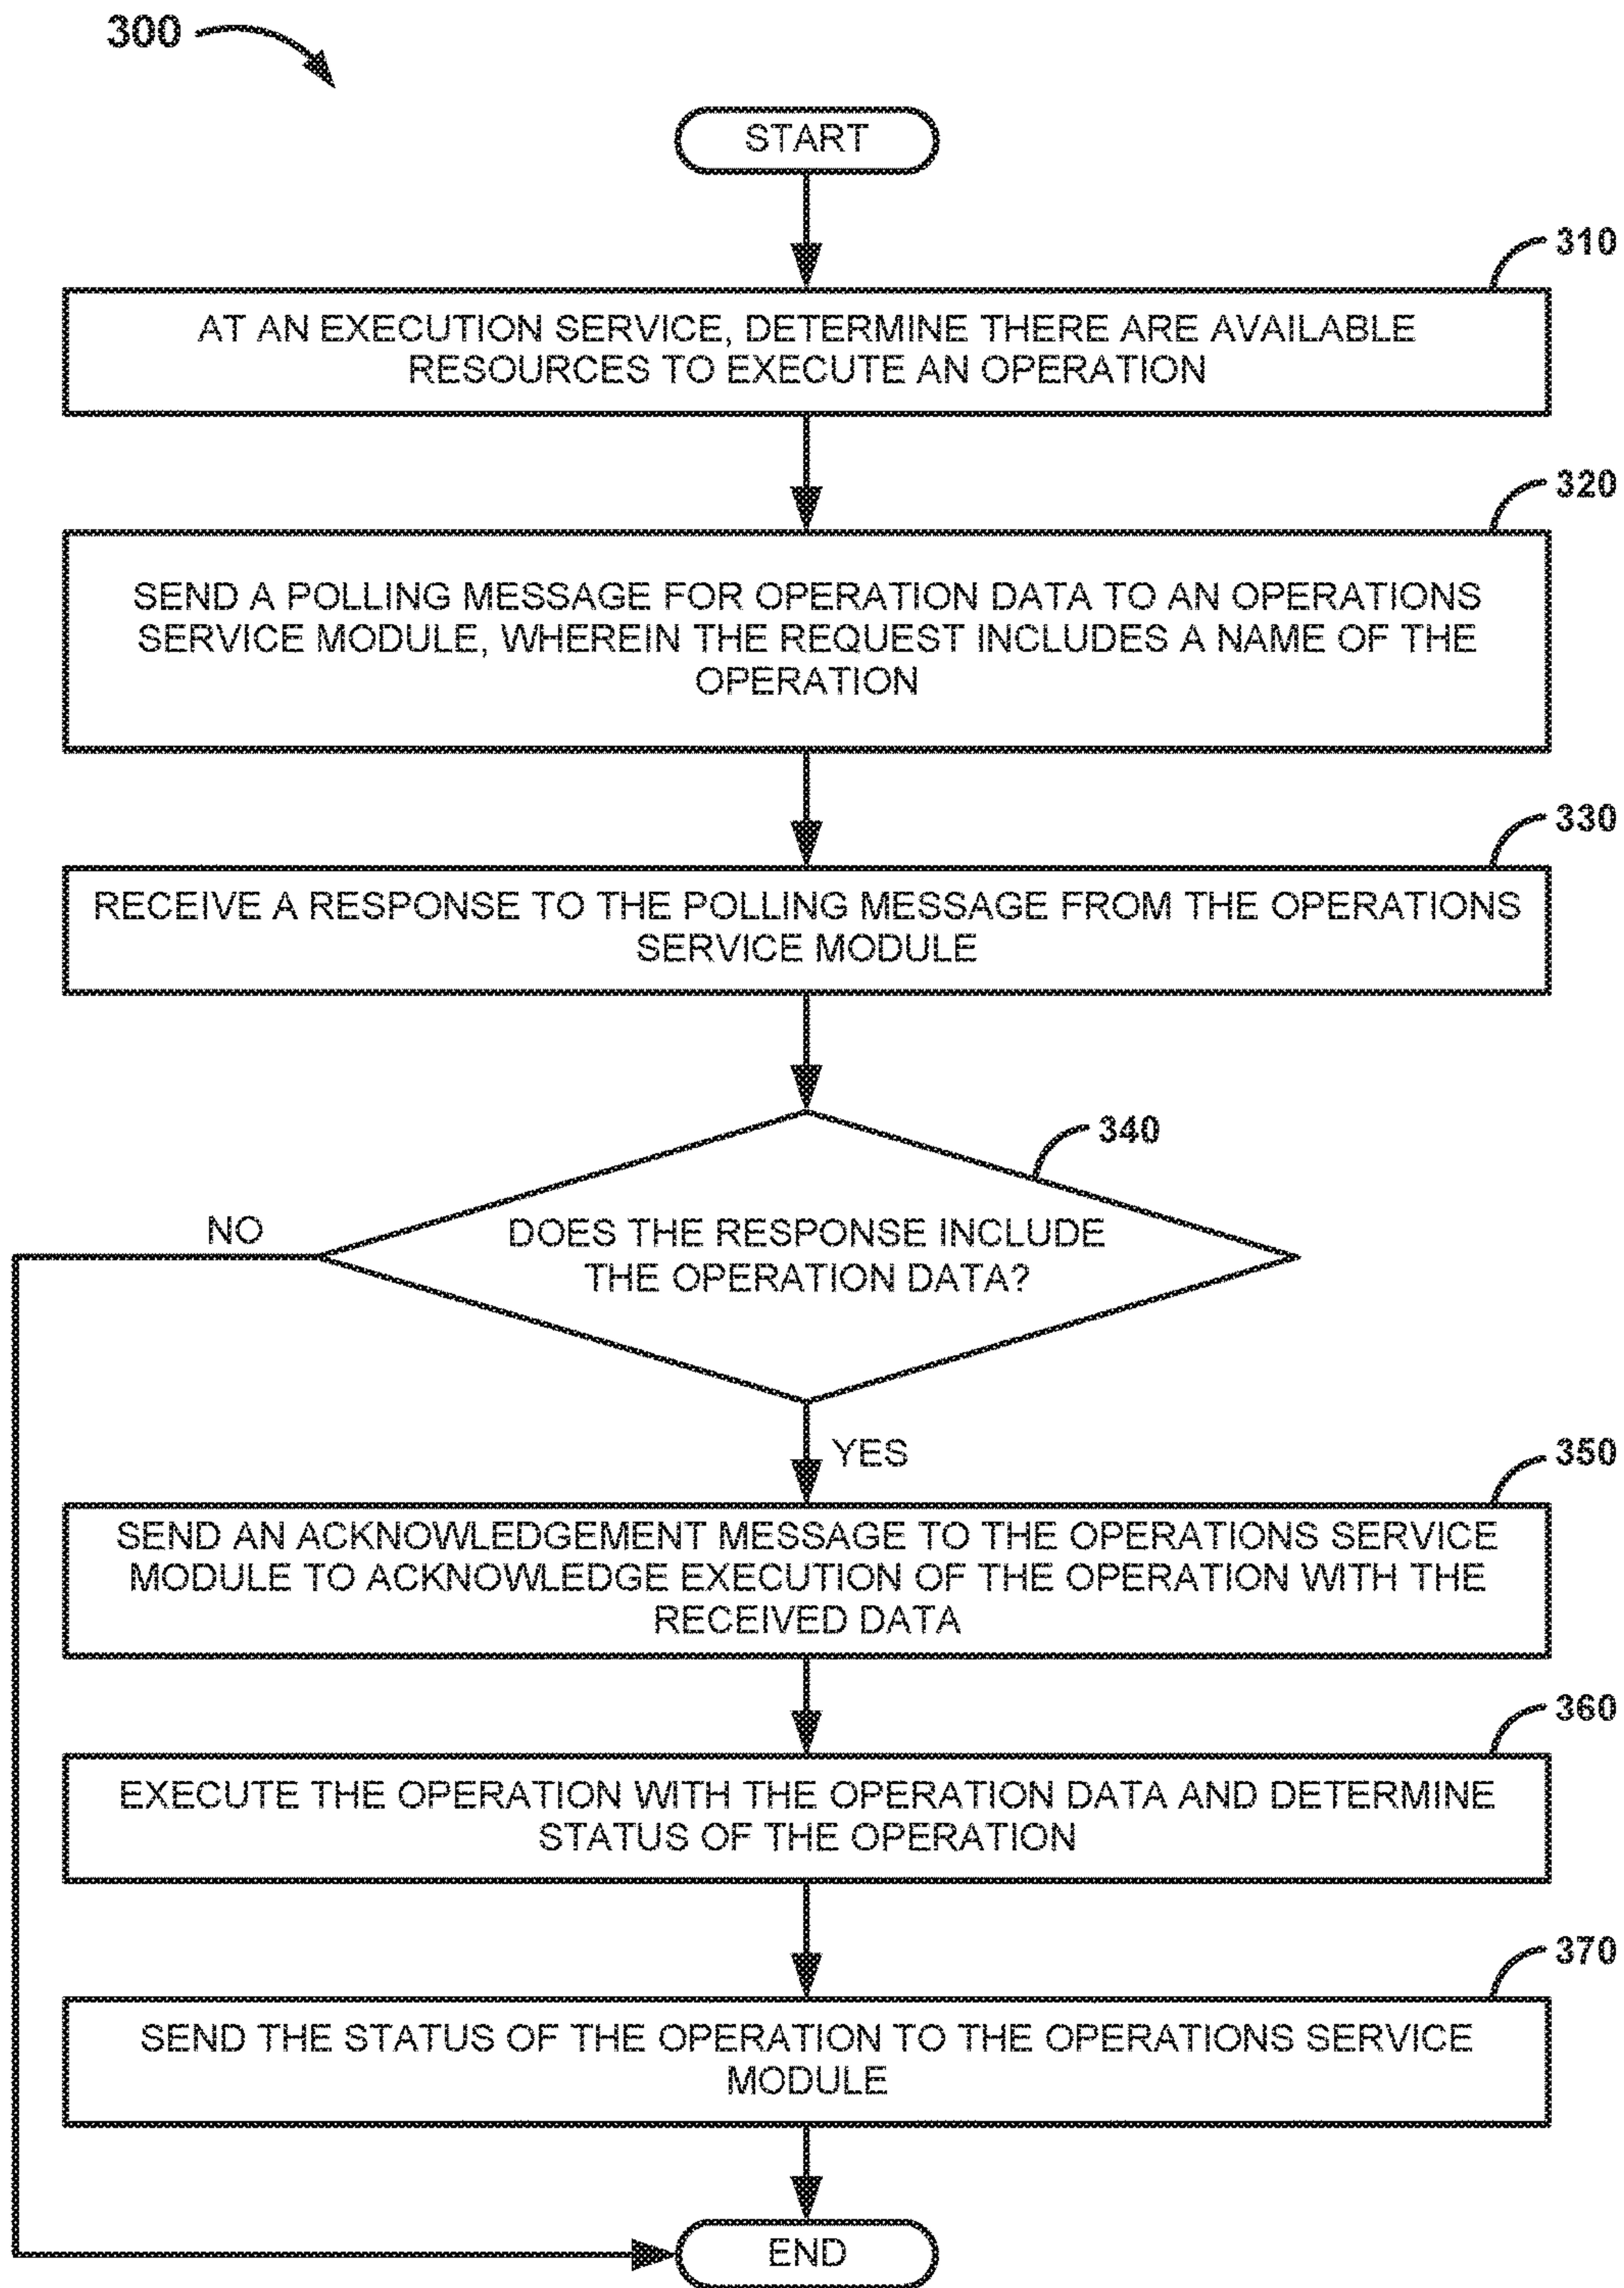 300
START
310
AT AN EXECUTION SERVICE, DETERMINE THERE ARE AVAILABLE
RESOURCES TO EXECUTE AN OPERATION
320
SEND A POLLING MESSAGE FOR OPERATION DATA TO AN OPERATIONS
SERVICE MODULE, WHEREIN THE REQUEST INCLUDES A NAME OF THE
OPERATION
330
RECEIVE A RESPONSE TO THE POLLING MESSAGE FROM THE OPERATIONS
SERVICE MODULE
340
NO
DOES THE RESPONSE INCLUDE
THE OPERATION DATA?
YES
350
SEND AN ACKNOWLEDGEMENT MESSAGE TO THE OPERATIONS SERVICE
MODULE TO ACKNOWLEDGE EXECUTION OF THE OPERATION WITH THE
RECEIVED DATA
360
EXECUTE THE OPERATION WITH THE OPERATION DATA AND DETERMINE
STATUS OF THE OPERATION
370
SEND THE STATUS OF THE OPERATION TO THE OPERATIONS SERVICE
MODULE
END